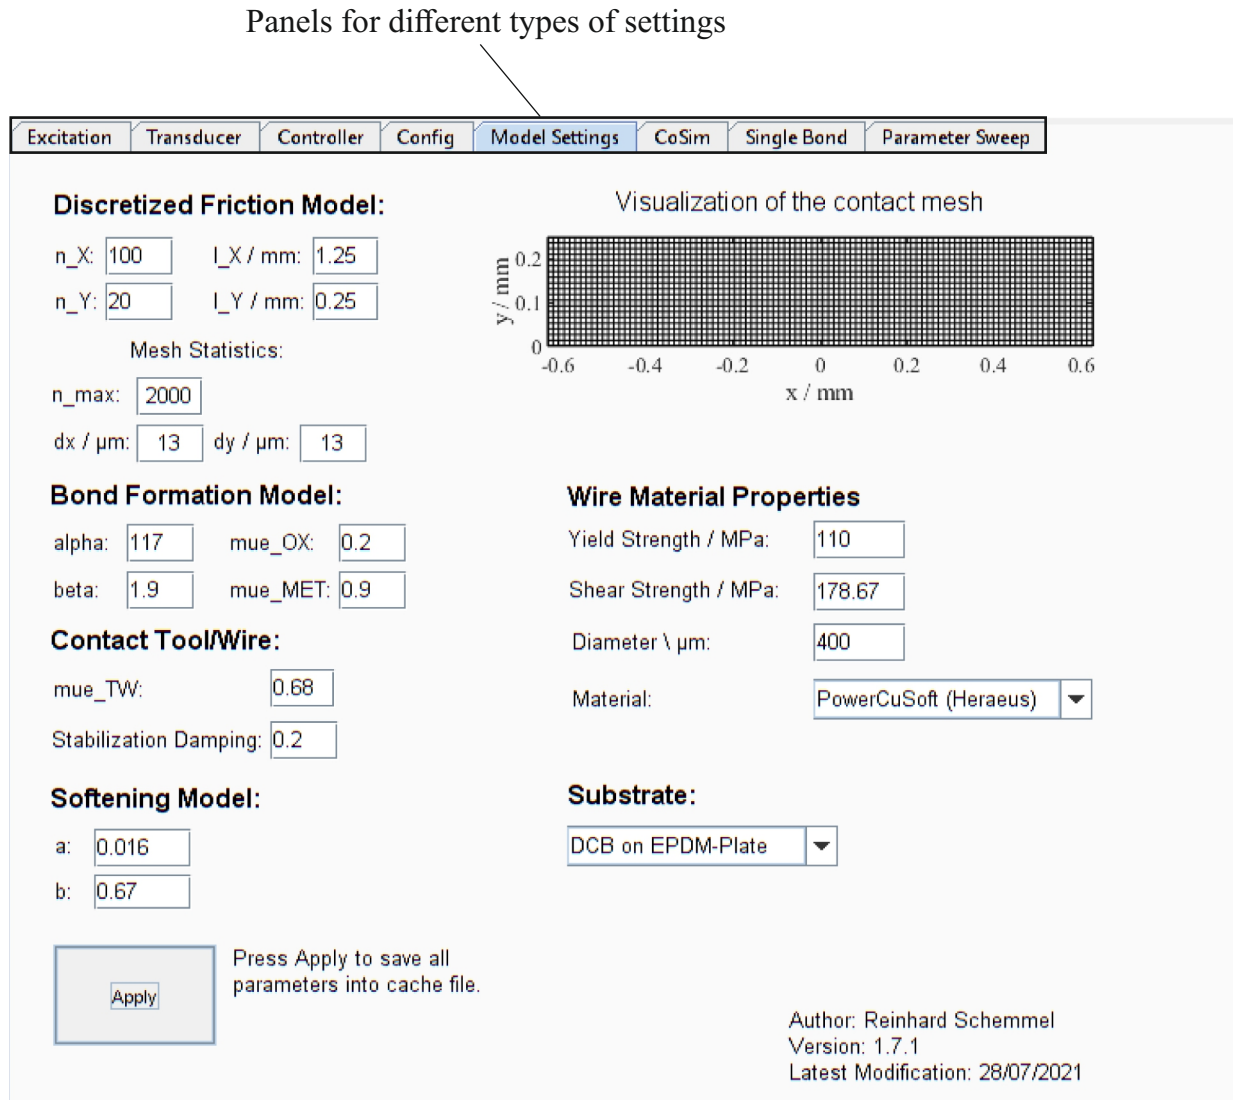 Panels for different types of settings
Excitation Transducer Controller Config Model Settings CoSim Single Bond Parameter Sweep
Discretized Friction Model:
n_X: 100 l_X / mm: 1.25
n_Y: 20 l_Y / mm: 0.25
Mesh Statistics:
n_max: 2000
dx / µm: 13 dy / µm: 13
Visualization of the contact mesh
y / mm
0.2
0.1
0
-0.6 -0.4 -0.2 0 0.2 0.4 0.6
x / mm
Bond Formation Model:
alpha: 117 mue_OX: 0.2
beta: 1.9 mue_MET: 0.9
Contact Tool/Wire:
mue_TW: 0.68
Stabilization Damping: 0.2
Softening Model:
a: 0.016
b: 0.67
Wire Material Properties
Yield Strength / MPa: 110
Shear Strength / MPa: 178.67
Diameter \ µm: 400
Material: PowerCuSoft (Heraeus)
Substrate:
DCB on EPDM-Plate
Apply
Press Apply to save all
parameters into cache file.
Author: Reinhard Schemmel
Version: 1.7.1
Latest Modification: 28/07/2021